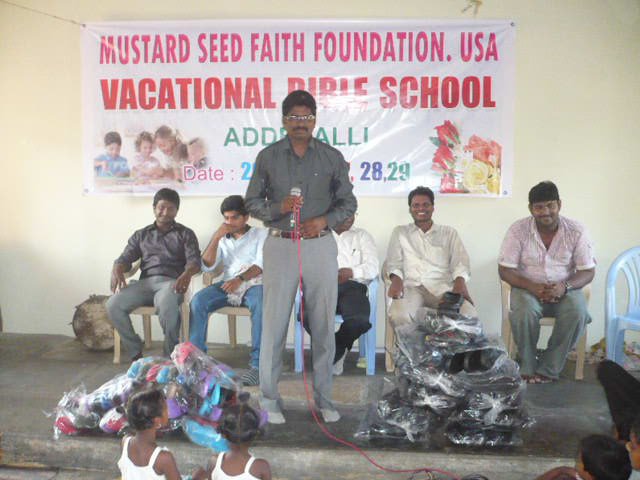 MUSTARD SEED FAITH FOUNDATION. USA
VACATIONAL BIBLE SCHOOL
Date : 28,29